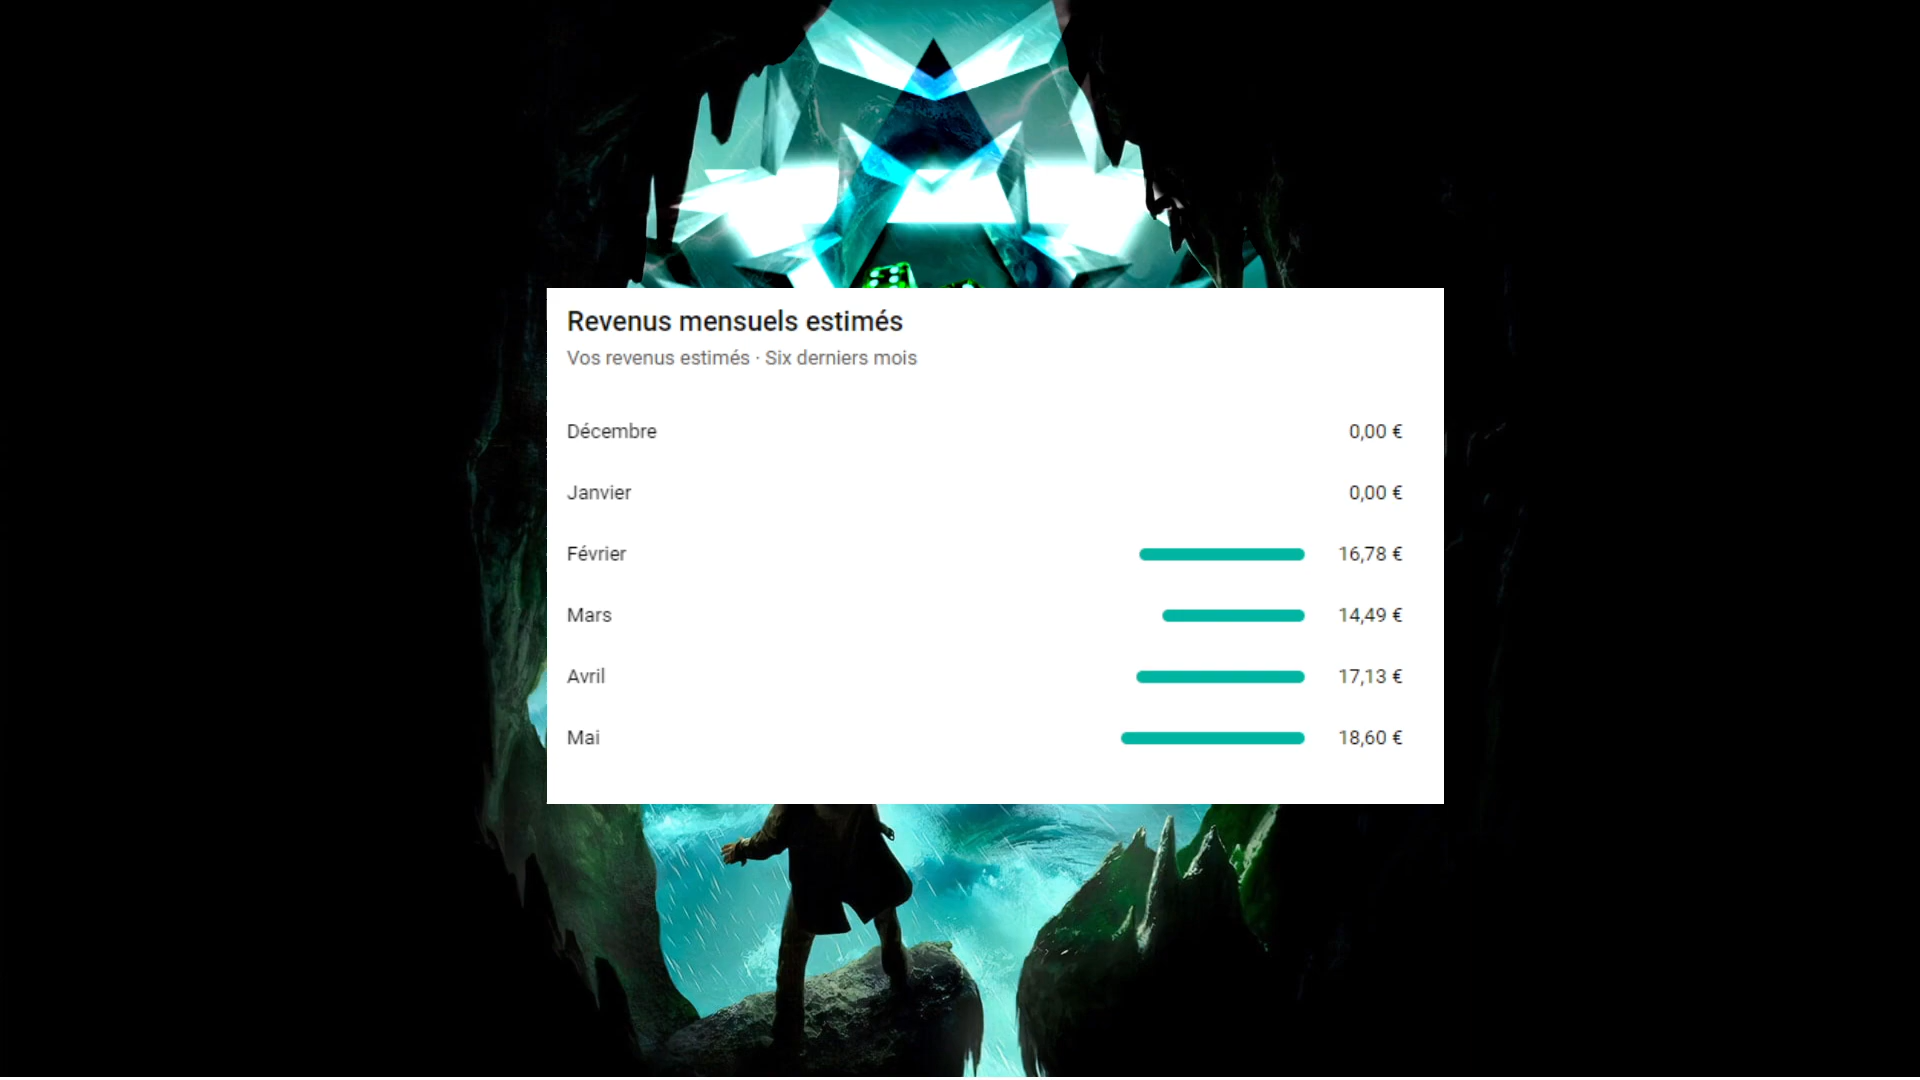 Revenus mensuels estimés
Vos revenus estimés · Six derniers mois
Décembre 0,00 €
Janvier 0,00 €
Février 16,78 €
Mars 14,49 €
Avril 17,13 €
Mai 18,60 €